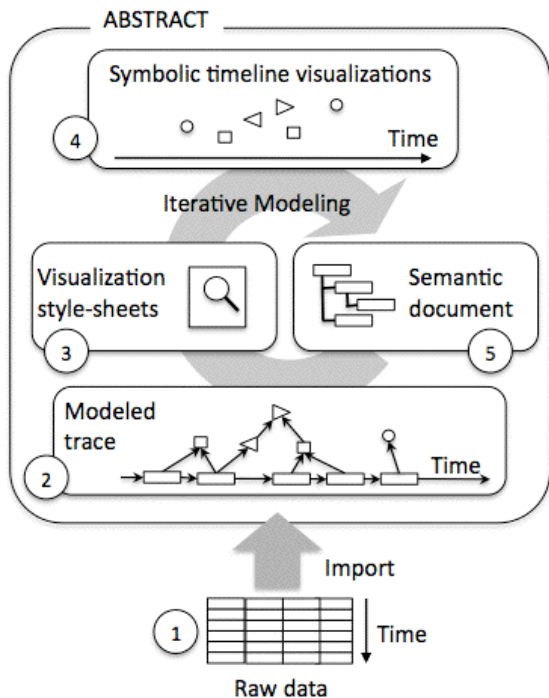 ABSTRACT
Symbolic timeline visualizations
4
Time
Iterative Modeling
Visualization
style-sheets
3
Semantic
document
5
Modeled
trace
2
Time
Import
1
Time
Raw data